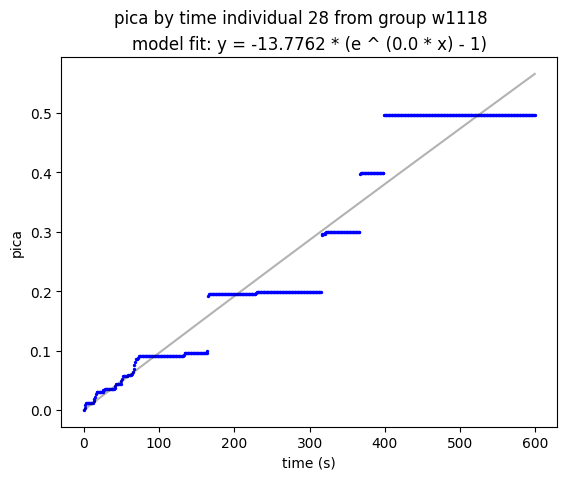 pica by time individual 28 from group w1118
model fit: y = -13.7762 * (e ^ (0.0 * x) - 1)
0.5
0.4
0.3
0.2
0.1
0.0
pica
0 100 200 300 400 500 600
time (s)